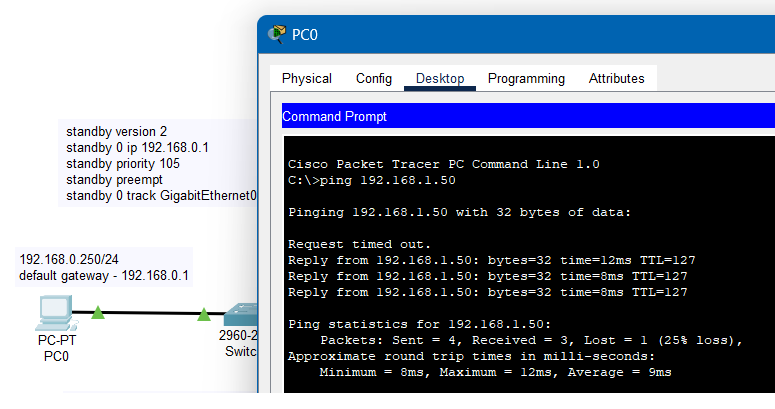 PC0
Physical Config Desktop Programming Attributes
Command Prompt
standby version 2
standby 0 ip 192.168.0.1
standby priority 105
standby preempt
standby 0 track GigabitEthernet0
192.168.0.250/24
default gateway - 192.168.0.1
PC-PT
PC0
2960-2
Switc
Cisco Packet Tracer PC Command Line 1.0
C:\>ping 192.168.1.50
Pinging 192.168.1.50 with 32 bytes of data:
Request timed out.
Reply from 192.168.1.50: bytes=32 time=12ms TTL=127
Reply from 192.168.1.50: bytes=32 time=8ms TTL=127
Reply from 192.168.1.50: bytes=32 time=8ms TTL=127
Ping statistics for 192.168.1.50:
Packets: Sent = 4, Received = 3, Lost = 1 (25% loss),
Approximate round trip times in milli-seconds:
Minimum = 8ms, Maximum = 12ms, Average = 9ms